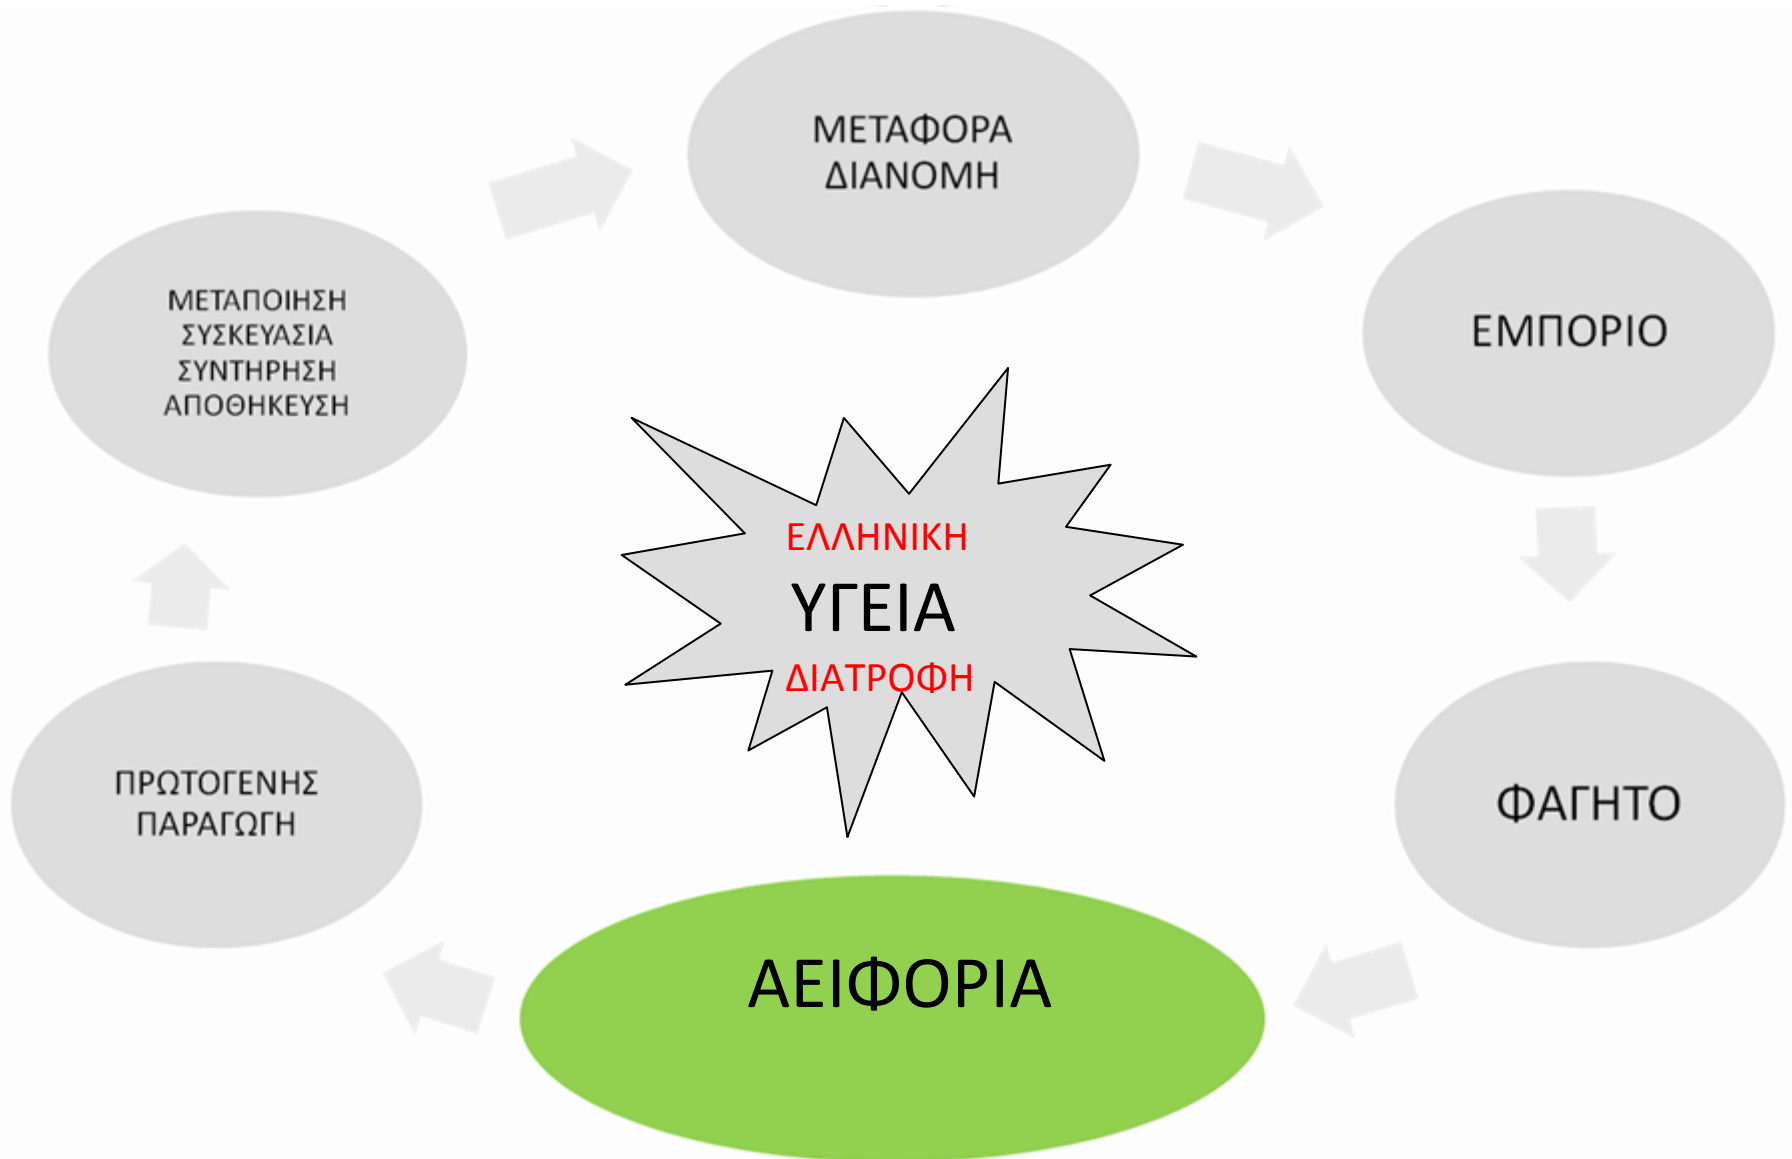 ΜΕΤΑΦΟΡΑ
ΔΙΑΝΟΜΗ
ΕΜΠΟΡΙΟ
ΦΑΓΗΤΟ
ΑΕΙΦΟΡΙΑ
ΠΡΩΤΟΓΕΝΗΣ
ΠΑΡΑΓΩΓΗ
ΜΕΤΑΠΟΙΗΣΗ
ΣΥΣΚΕΥΑΣΙΑ
ΣΥΝΤΗΡΗΣΗ
ΑΠΟΘΗΚΕΥΣΗ
ΕΛΛΗΝΙΚΗ
ΥΓΕΙΑ
ΔΙΑΤΡΟΦΗ